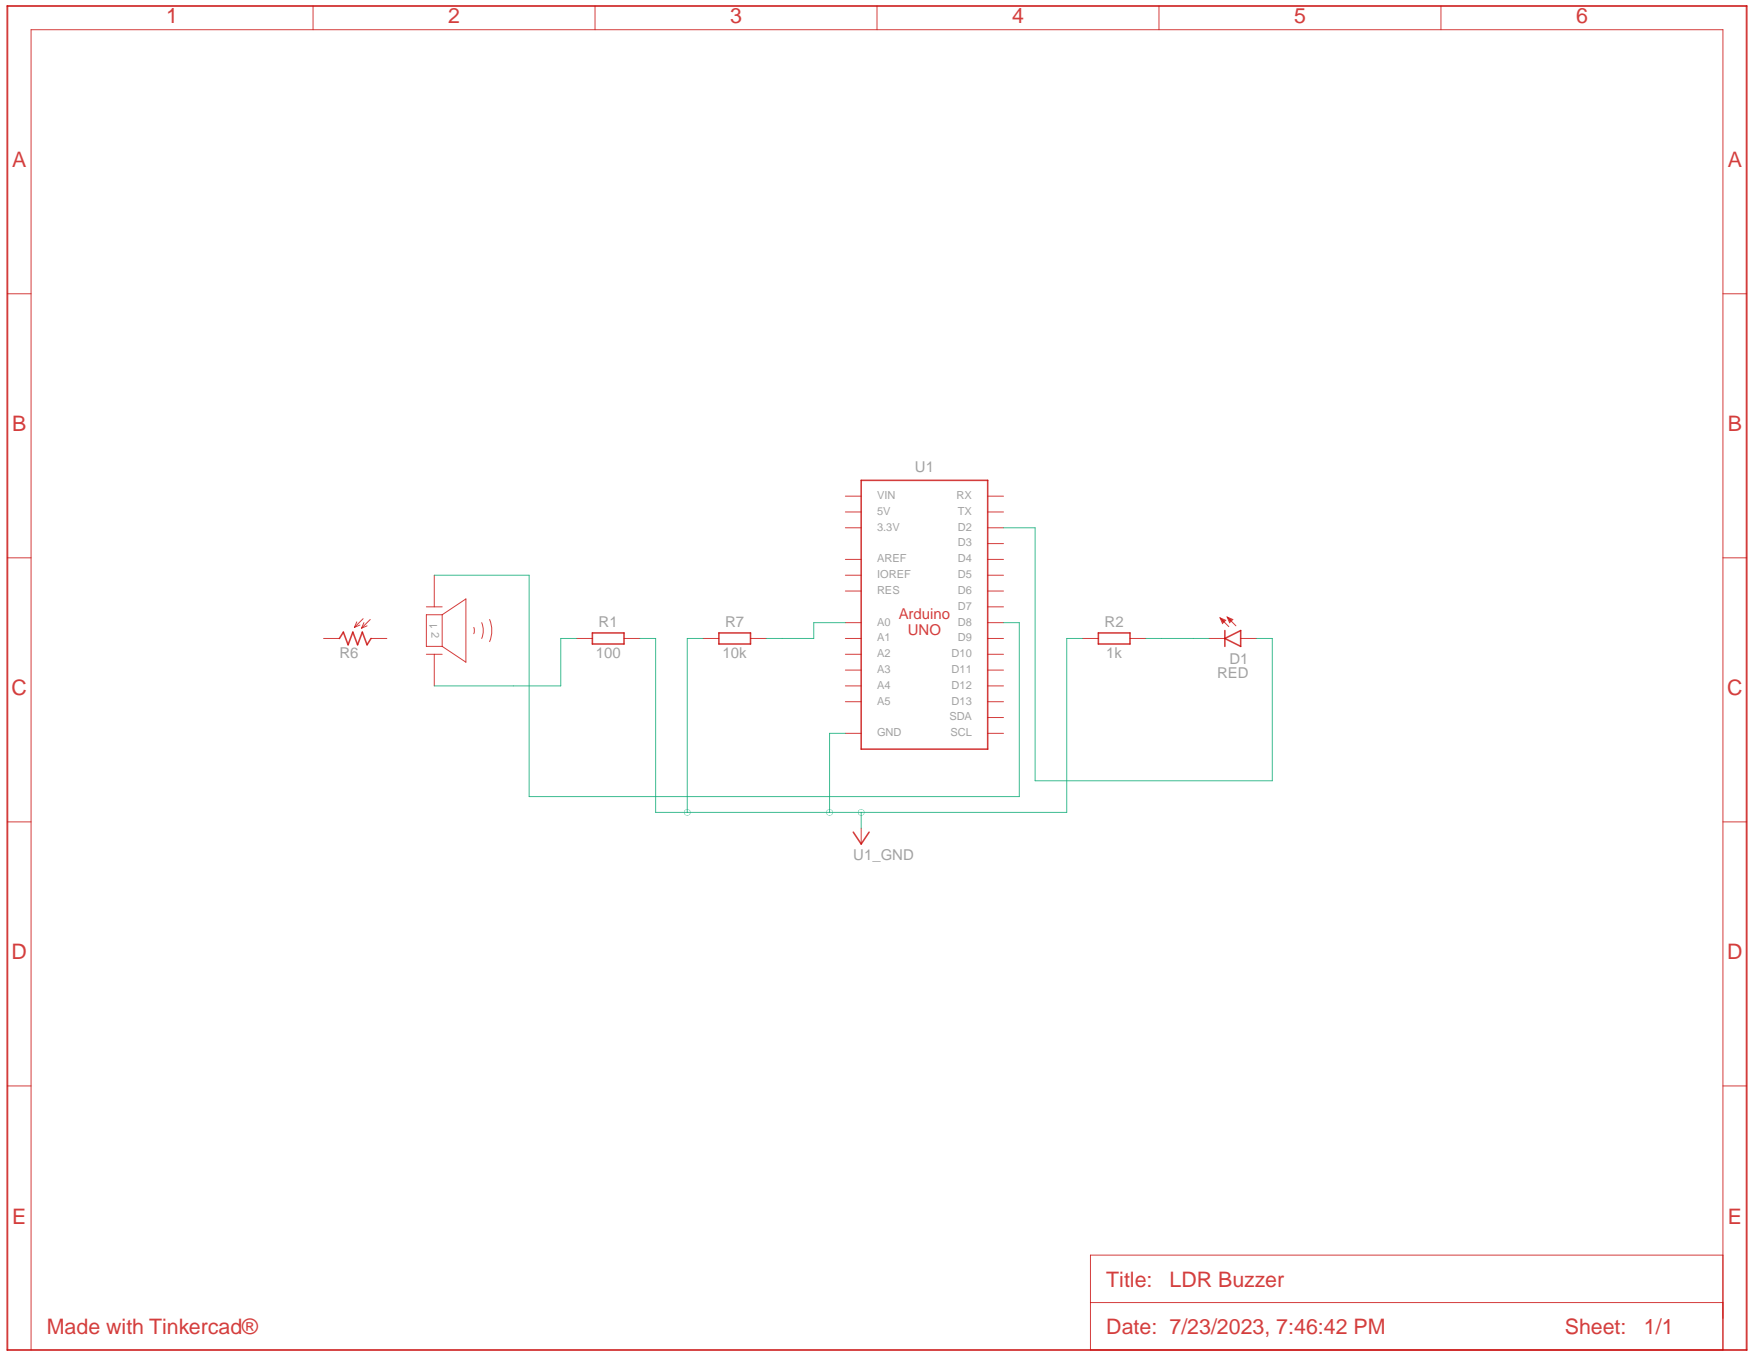 1 2 3 4 5 6
A A
B B
U1
VIN RX
5V TX
3.3V D2
D3
AREF D4
IOREF D5
RES D6
D7
Arduino
UNO
A0 D8
A1 D9
A2 D10
A3 D11
A4 D12
A5 D13
SDA
GND SCL
R6
1 2
R1
100
R7
10k
R2
1k
D1
RED
C C
U1_GND
D D
E E
Title: LDR Buzzer
Made with Tinkercad®
Date: 7/23/2023, 7:46:42 PM Sheet: 1/1